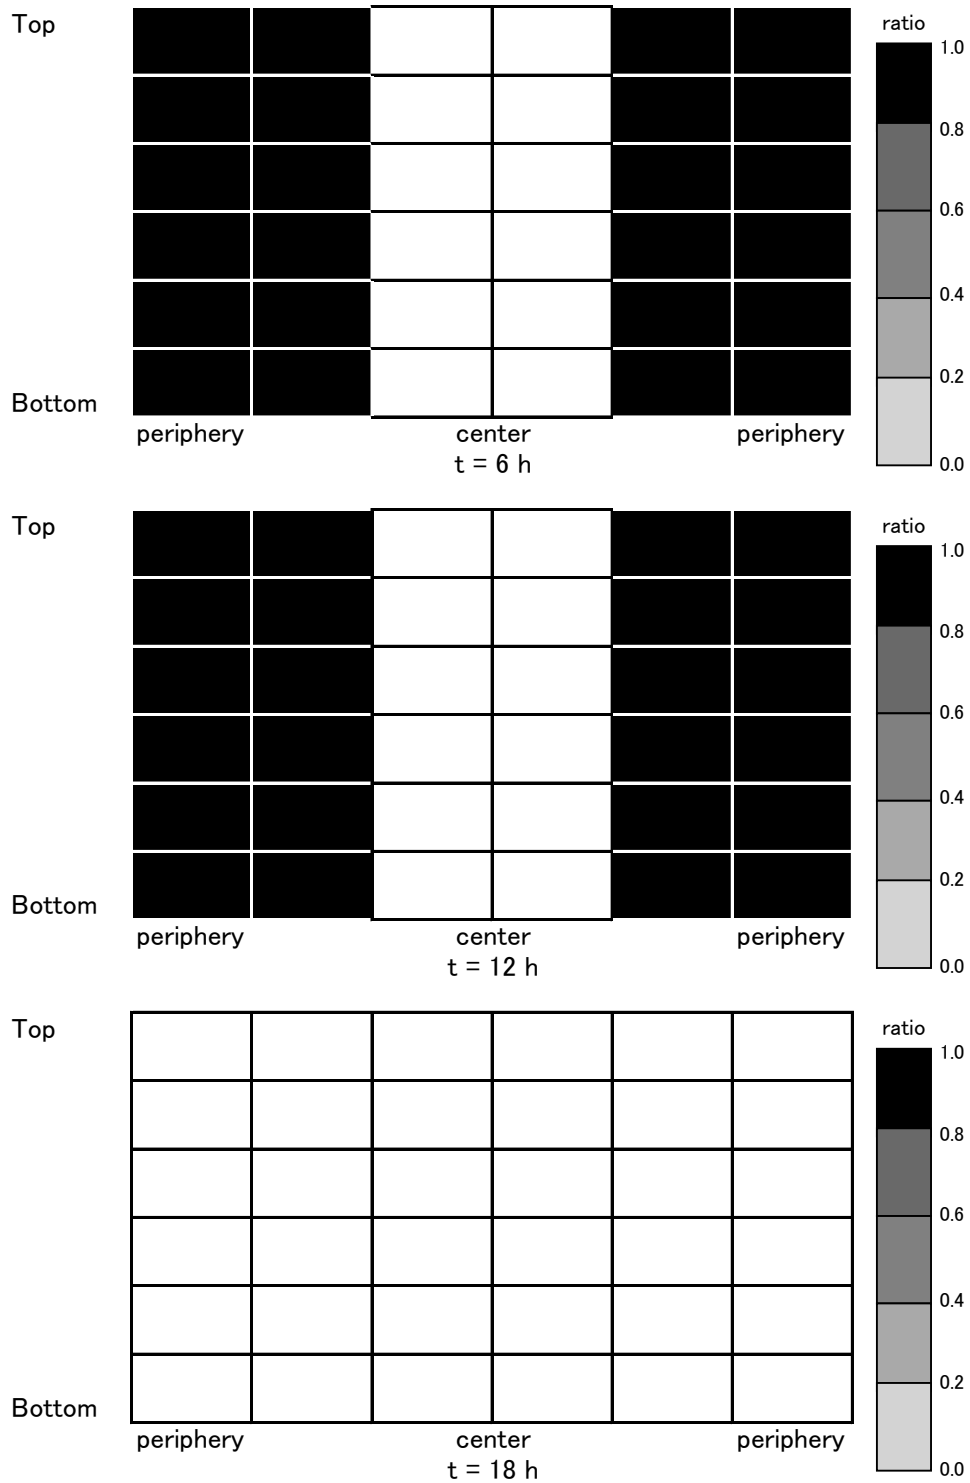 Top
ratio
1.0
0.8
0.6
0.4
0.2
0.0
Bottom
periphery center periphery
t = 6 h
Top
ratio
1.0
0.8
0.6
0.4
0.2
0.0
Bottom
periphery center periphery
t = 12 h
Top
ratio
1.0
0.8
0.6
0.4
0.2
0.0
Bottom
periphery center periphery
t = 18 h